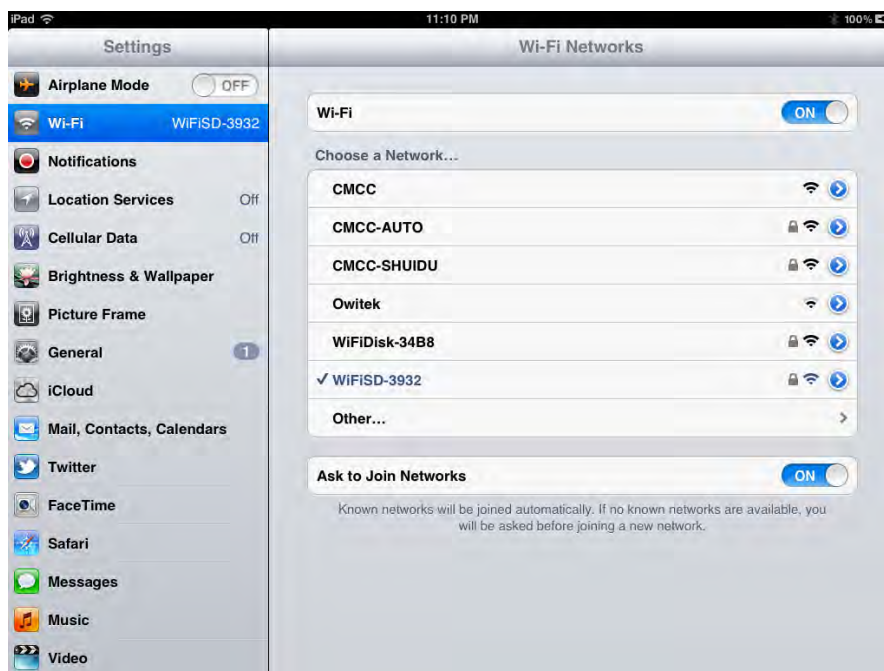 iPad 11:10 PM 100%
Settings
Wi-Fi Networks
Airplane Mode OFF
Wi-Fi WiFiSD-3932
Notifications
Location Services Off
Cellular Data Off
Brightness & Wallpaper
Picture Frame
General 1
iCloud
Mail, Contacts, Calendars
Twitter
FaceTime
Safari
Messages
Music
Video
Wi-Fi ON
Choose a Network...
CMCC
CMCC-AUTO
CMCC-SHUIDU
Owitek
WiFiDisk-34B8
WiFiSD-3932
Other...
Ask to Join Networks ON
Known networks will be joined automatically. If no known networks are available, you
will be asked before joining a new network.